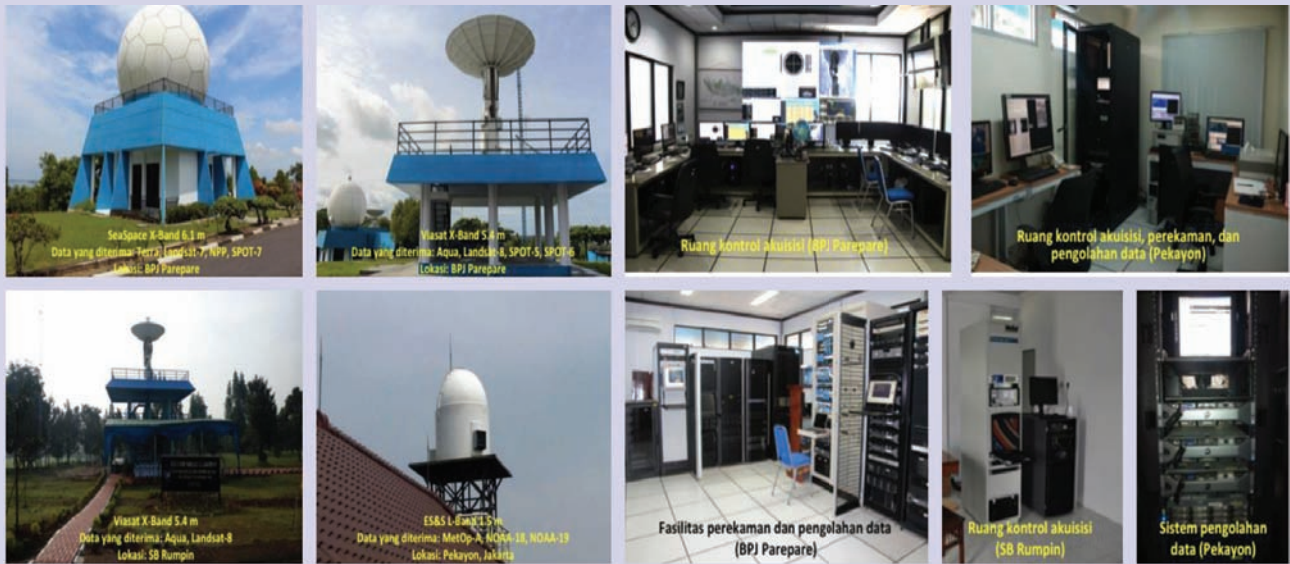 SeaSpace X-Band 6.1 m
Data yang diterima: Terra, Landsat-7, NPP, SPOT-7
Lokasi: BPJ Parepare
Viasat X-Band 5.4 m
Data yang diterima: Aqua, Landsat-8, SPOT-5, SPOT-6
Lokasi: BPJ Parepare
Ruang kontrol akuisisi (BPJ Parepare)
Ruang kontrol akuisisi, perekaman, dan
pengolahan data (Pekayon)
Viasat X-Band 5.4 m
Data yang diterima: Aqua, Landsat-8
Lokasi: SB Rumpin
ES&S L-Band 1.5 m
Data yang diterima: MetOp-A, NOAA-18, NOAA-19
Lokasi: Pekayon, Jakarta
Fasilitas perekaman dan pengolahan data
(BPJ Parepare)
Ruang kontrol akuisisi
(SB Rumpin)
Sistem pengolahan
data (Pekayon)